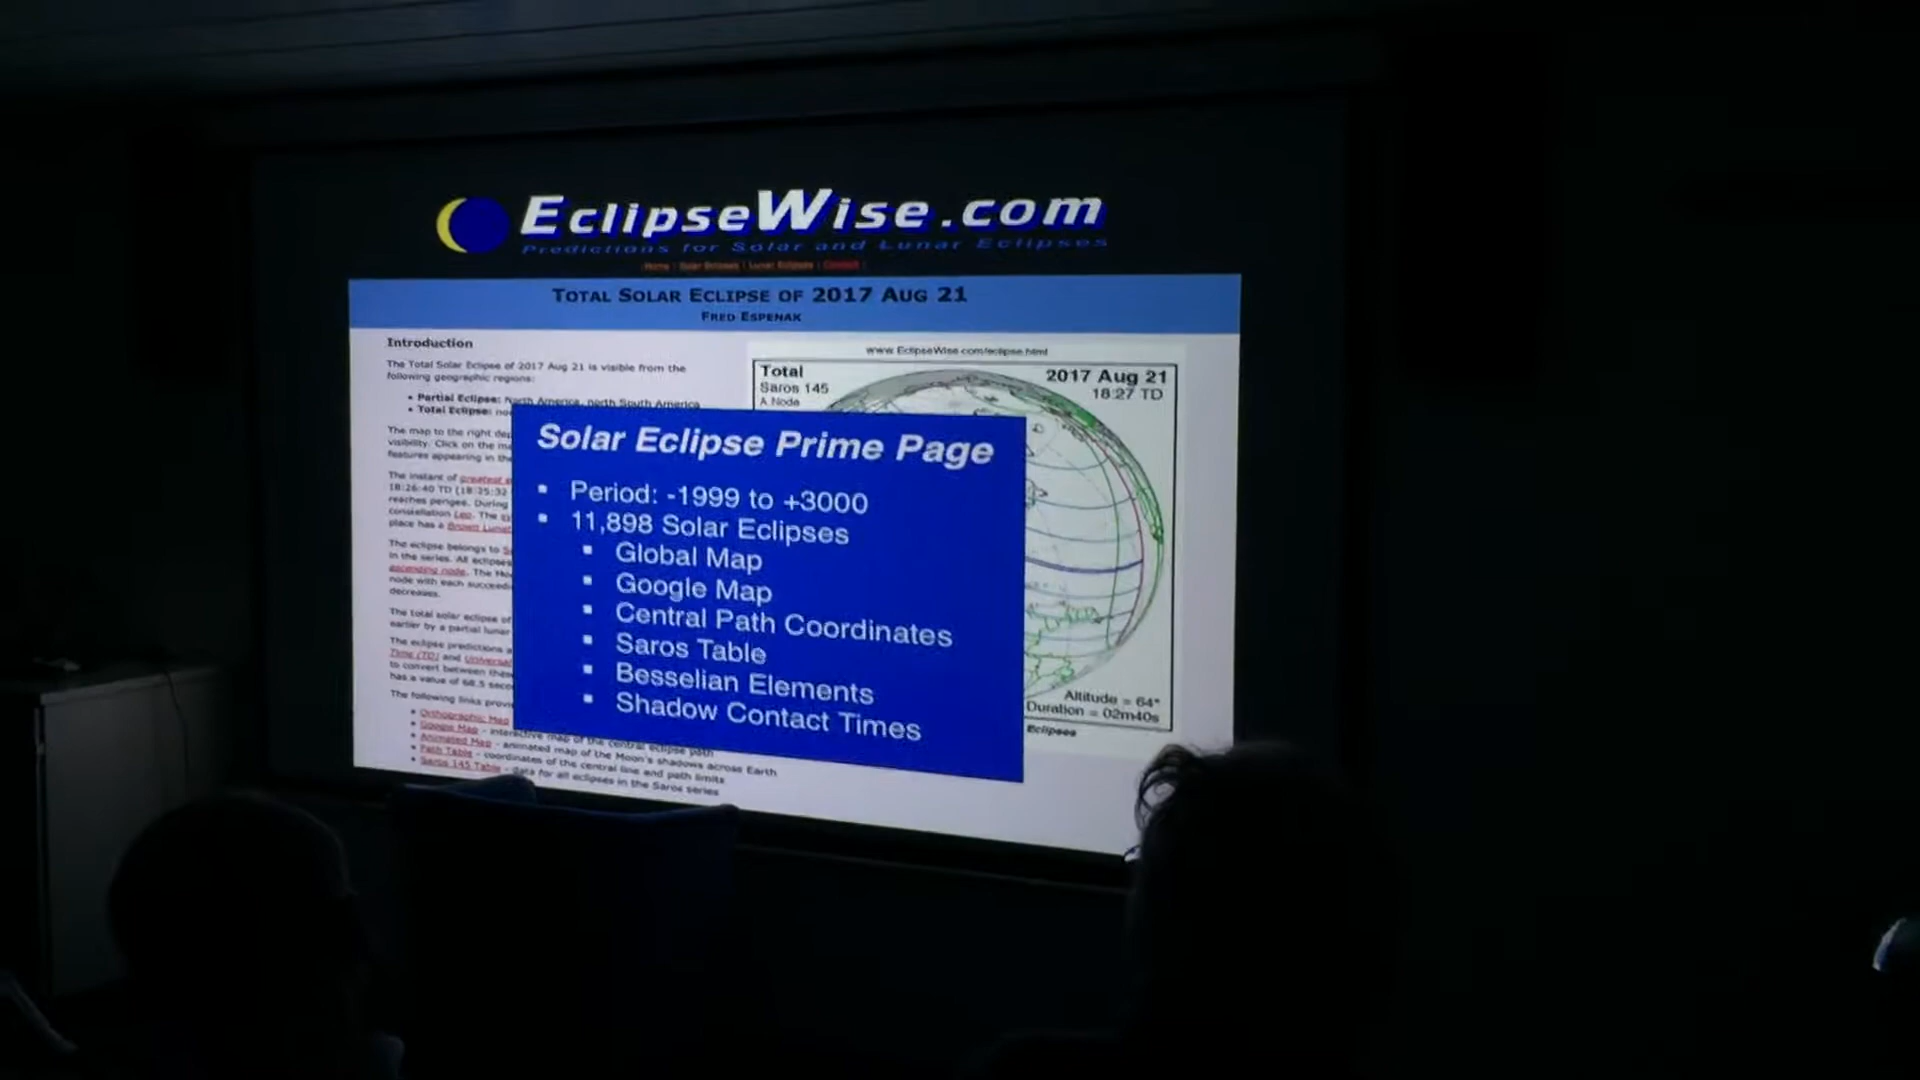 EclipseWise.com
Predictions for Solar and Lunar Eclipses
Home | Solar Eclipses | Lunar Eclipses | Contact |
TOTAL SOLAR ECLIPSE OF 2017 AUG 21
FRED ESPENAK
Introduction
The Total Solar Eclipse of 2017 Aug 21 is visible from the
following geographic regions:
• Partial Eclipse: North America, north South America
• Total Eclipse:
The map to the right
visibility. Click on the
features appearing in the
The instant of greatest
18:26:40 TD (18:25:32
reaches perigee. During
constellation Leo. The
place has a Brown
The eclipse belongs to
in the series. All eclipses
ascending node. The
node with each
decreases.
The total solar eclipse of
earlier by a partial lunar
The eclipse predictions
Time (TD) and Universal
to convert between these
has a value of 68.5
The following links
• Orthographic Map
• Google Map - interactive map of the central eclipse path
• Animated Map - animated map of the Moon's shadows across Earth
• Path Table - coordinates of the central line and path limits
• Saros 145 Table - data for all eclipses in the Saros series
www.EclipseWise.com/eclipse.html
Total
Saros 145
A Node
2017 Aug 21
18:27 TD
Altitude = 64°
Duration = 02m40s
Eclipses
Solar Eclipse Prime Page
▪ Period: -1999 to +3000
▪ 11,898 Solar Eclipses
▪ Global Map
▪ Google Map
▪ Central Path Coordinates
▪ Saros Table
▪ Besselian Elements
▪ Shadow Contact Times